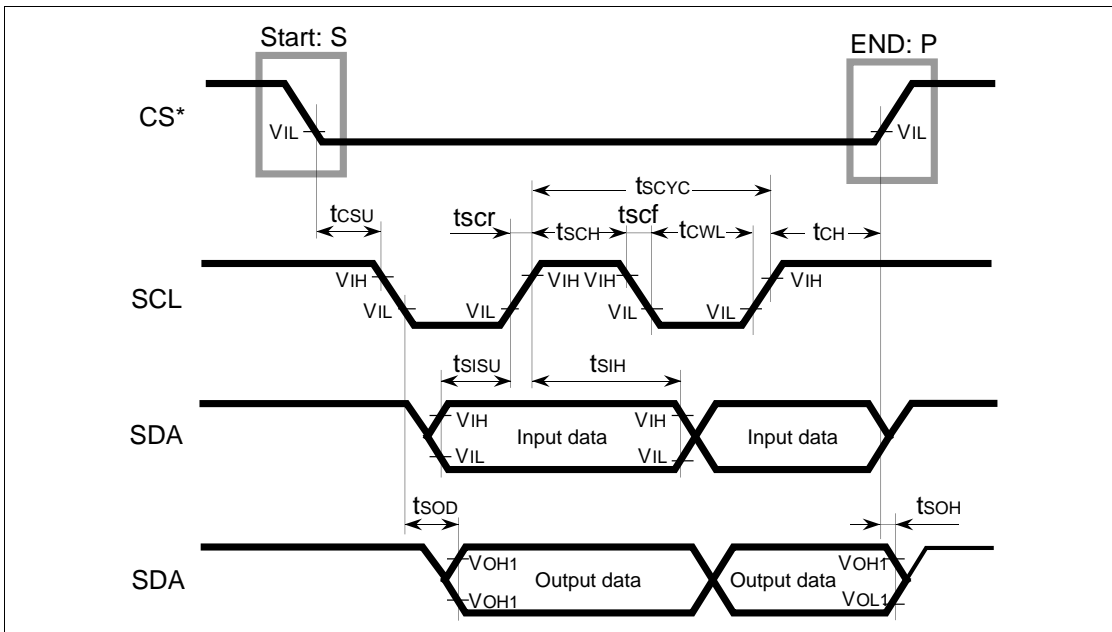 Start: S
END: P
CS*
VIL
VIL
tSCYC
tCSU
tscr
tSCH
tscf
tCWL
tCH
SCL
VIH
VIH
VIH
VIH
VIL
VIL
VIL
VIL
tSISU
tSIH
SDA
VIH
VIH
Input data
Input data
VIL
VIL
tSOD
tSOH
SDA
VOH1
VOH1
Output data
Output data
VOH1
VOL1